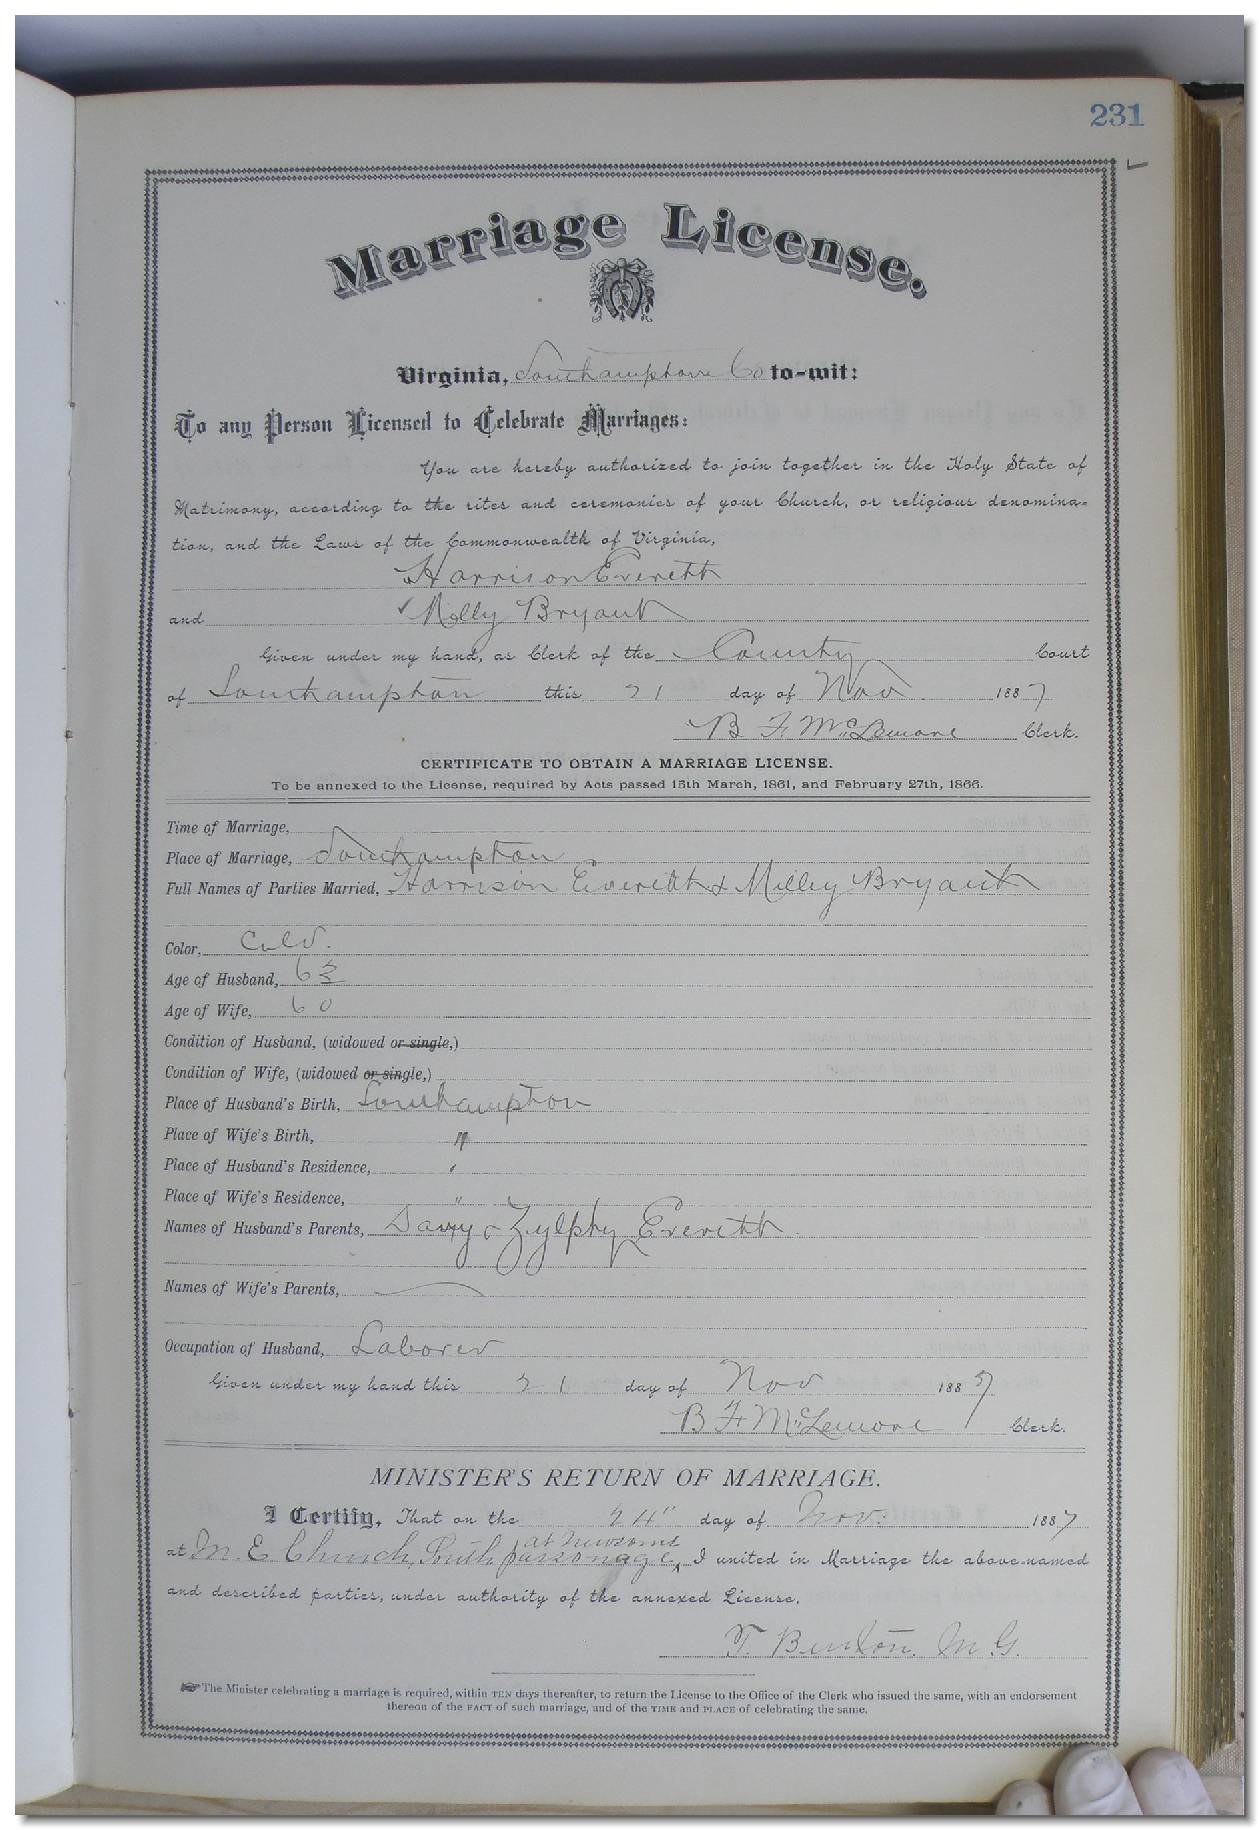 231
Marriage License.
Virginia, Southampton Co to-wit:
To any Person Licensed to Celebrate Marriages:
You are hereby authorized to join together in the Holy State of
Matrimony, according to the rites and ceremonies of your Church, or religious denomina-
tion, and the Laws of the Commonwealth of Virginia,
Harrison Everett
and Milly Bryant
Given under my hand, as Clerk of the County Court
of Southampton this 21 day of Nov 1887
B F McLemore Clerk.
CERTIFICATE TO OBTAIN A MARRIAGE LICENSE.
To be annexed to the License, required by Acts passed 15th March, 1861, and February 27th, 1866.
Time of Marriage,
Place of Marriage, Southampton
Full Names of Parties Married, Harrison Everett & Milley Bryant
Color, Cold.
Age of Husband, 63
Age of Wife, 60
Condition of Husband, (widowed or single,)
Condition of Wife, (widowed or single,)
Place of Husband's Birth, Southampton
Place of Wife's Birth, "
Place of Husband's Residence, "
Place of Wife's Residence, "
Names of Husband's Parents, Davy & Zylphy Everett
Names of Wife's Parents,
Occupation of Husband, Laborer
Given under my hand this 21 day of Nov 1887
B F McLemore Clerk.
MINISTER'S RETURN OF MARRIAGE.
I Certify, That on the 24" day of Nov. 1887
at M. E Church, South parsonage, at Newsoms I united in Marriage the above-named
and described parties, under authority of the annexed License.
T. Benton. M. G.
The Minister celebrating a marriage is required, within TEN days thereafter, to return the License to the Office of the Clerk who issued the same, with an endorsement
thereon of the FACT of such marriage, and of the TIME and PLACE of celebrating the same.